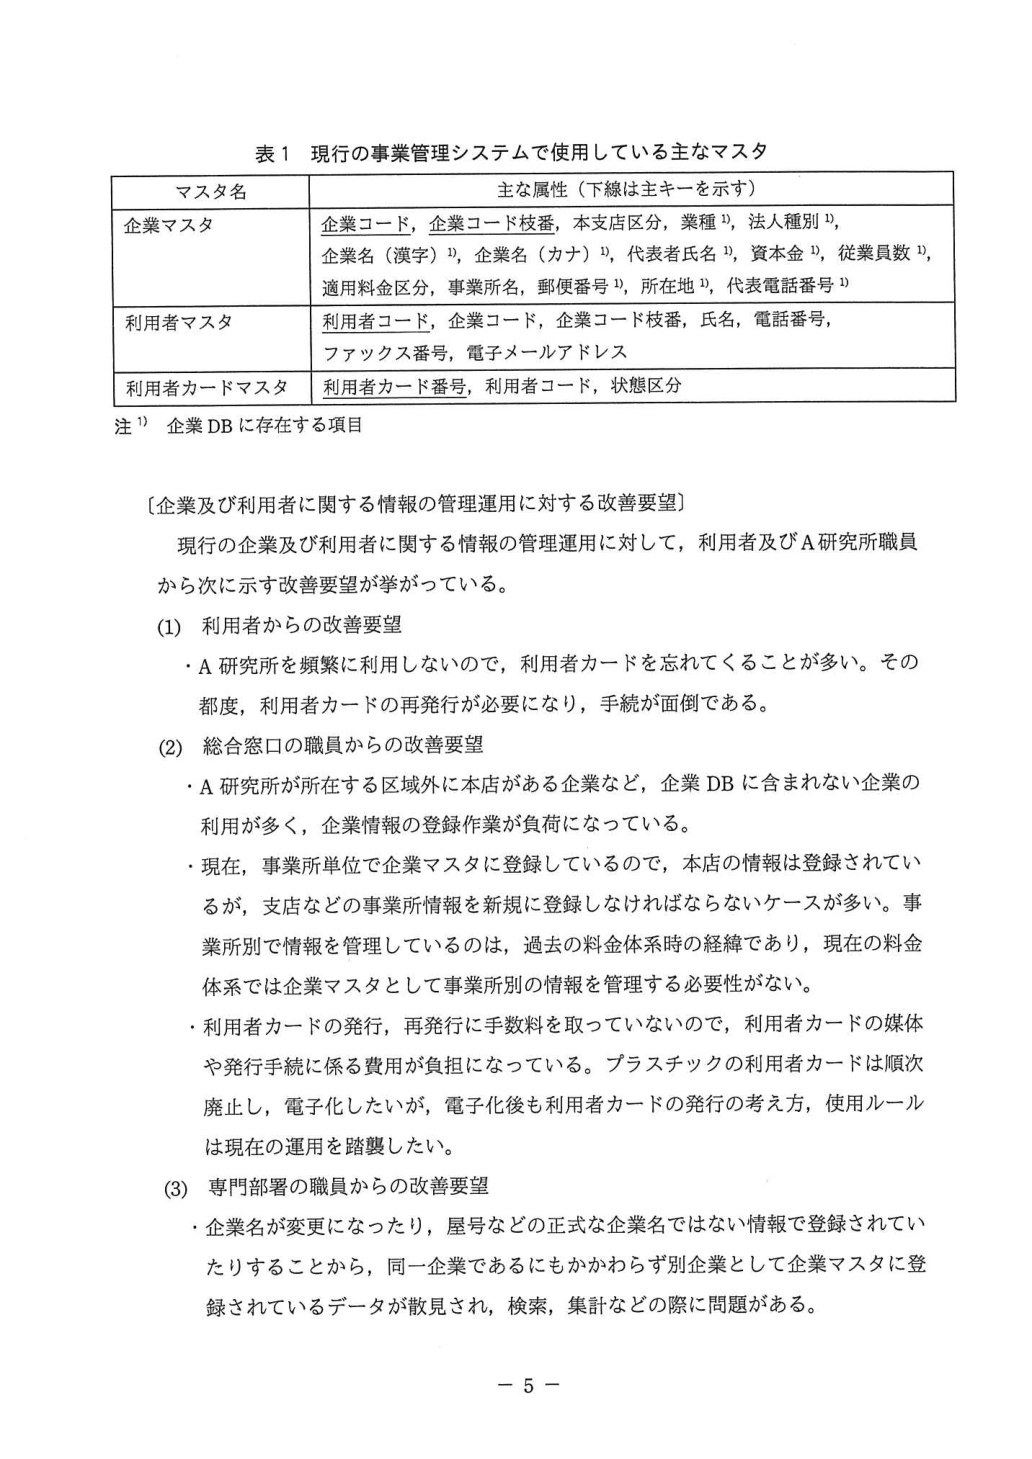 表1 現行の事業管理システムで使用している主なマスタ
マスタ名 主な属性（下線は主キーを示す）
企業マスタ 企業コード，企業コード枝番，本支店区分，業種 1)，法人種別 1)，
企業名（漢字）1)，企業名（カナ）1)，代表者氏名 1)，資本金 1)，従業員数 1)，
適用料金区分，事業所名，郵便番号 1)，所在地 1)，代表電話番号 1)
利用者マスタ 利用者コード，企業コード，企業コード枝番，氏名，電話番号，
ファックス番号，電子メールアドレス
利用者カードマスタ 利用者カード番号，利用者コード，状態区分
注 1) 企業 DB に存在する項目
〔企業及び利用者に関する情報の管理運用に対する改善要望〕
現行の企業及び利用者に関する情報の管理運用に対して，利用者及びA研究所職員
から次に示す改善要望が挙がっている。
(1) 利用者からの改善要望
・A 研究所を頻繁に利用しないので，利用者カードを忘れてくることが多い。その
都度，利用者カードの再発行が必要になり，手続が面倒である。
(2) 総合窓口の職員からの改善要望
・A 研究所が所在する区域外に本店がある企業など，企業 DB に含まれない企業の
利用が多く，企業情報の登録作業が負荷になっている。
・現在，事業所単位で企業マスタに登録しているので，本店の情報は登録されてい
るが，支店などの事業所情報を新規に登録しなければならないケースが多い。事
業所別で情報を管理しているのは，過去の料金体系時の経緯であり，現在の料金
体系では企業マスタとして事業所別の情報を管理する必要性がない。
・利用者カードの発行，再発行に手数料を取っていないので，利用者カードの媒体
や発行手続に係る費用が負担になっている。プラスチックの利用者カードは順次
廃止し，電子化したいが，電子化後も利用者カードの発行の考え方，使用ルール
は現在の運用を踏襲したい。
(3) 専門部署の職員からの改善要望
・企業名が変更になったり，屋号などの正式な企業名ではない情報で登録されてい
たりすることから，同一企業であるにもかかわらず別企業として企業マスタに登
録されているデータが散見され，検索，集計などの際に問題がある。
－ 5 －